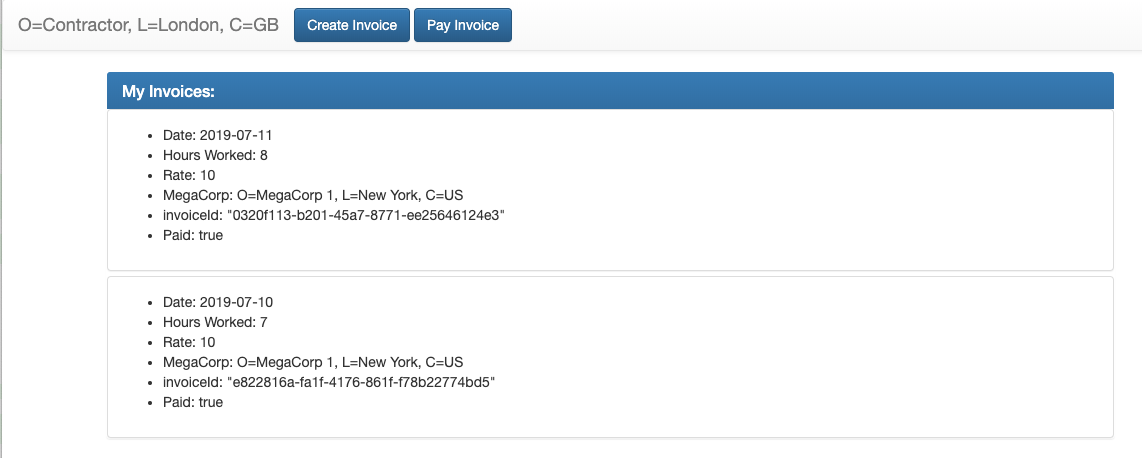 O=Contractor, L=London, C=GB Create Invoice Pay Invoice
My Invoices:
Date: 2019-07-11
Hours Worked: 8
Rate: 10
MegaCorp: O=MegaCorp 1, L=New York, C=US
invoiceId: "0320f113-b201-45a7-8771-ee25646124e3"
Paid: true
Date: 2019-07-10
Hours Worked: 7
Rate: 10
MegaCorp: O=MegaCorp 1, L=New York, C=US
invoiceId: "e822816a-fa1f-4176-861f-f78b22774bd5"
Paid: true